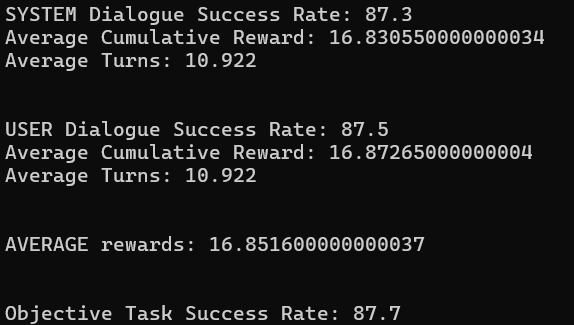 SYSTEM Dialogue Success Rate: 87.3
Average Cumulative Reward: 16.830550000000034
Average Turns: 10.922
USER Dialogue Success Rate: 87.5
Average Cumulative Reward: 16.87265000000004
Average Turns: 10.922
AVERAGE rewards: 16.851600000000037
Objective Task Success Rate: 87.7